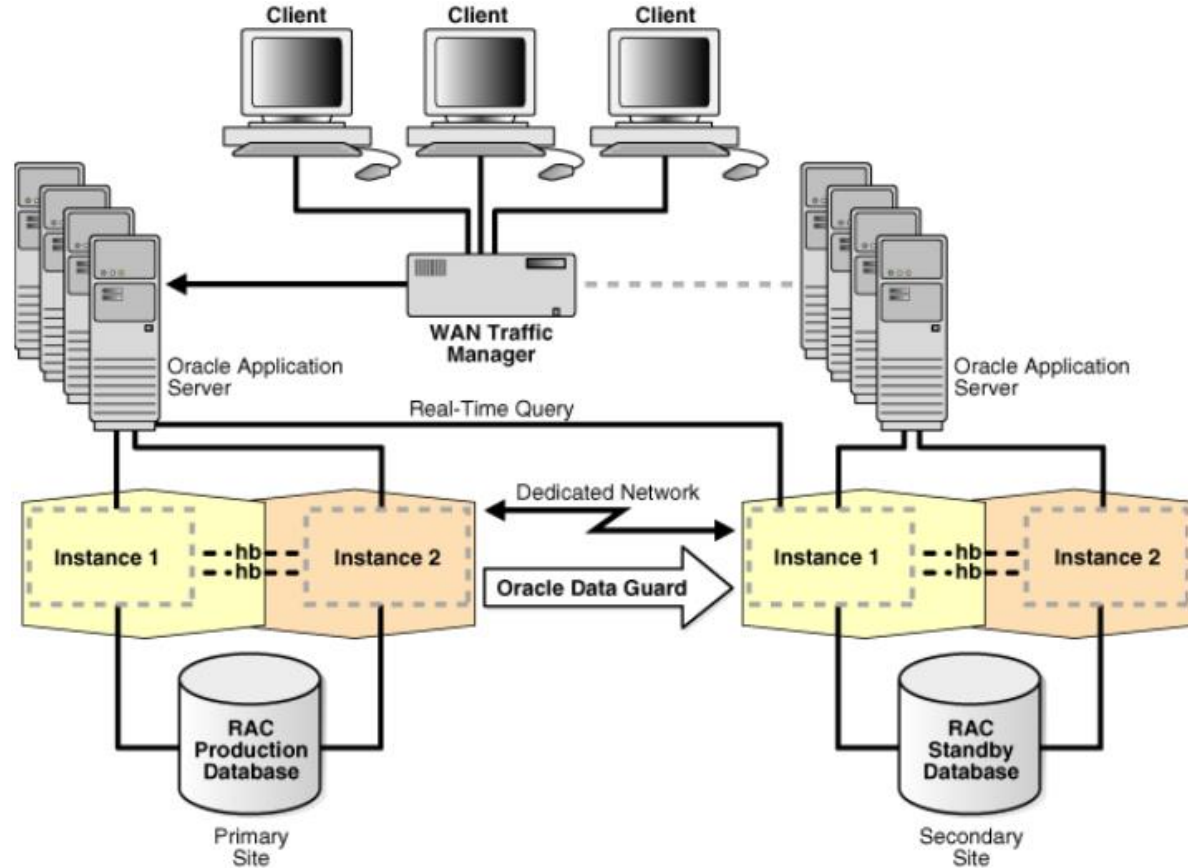 Client
Client
Client
WAN Traffic
Manager
Oracle Application
Server
Oracle Application
Server
Real-Time Query
Dedicated Network
Instance 1
hb
hb
Instance 2
Oracle Data Guard
Instance 1
hb
hb
Instance 2
RAC
Production
Database
RAC
Standby
Database
Primary
Site
Secondary
Site